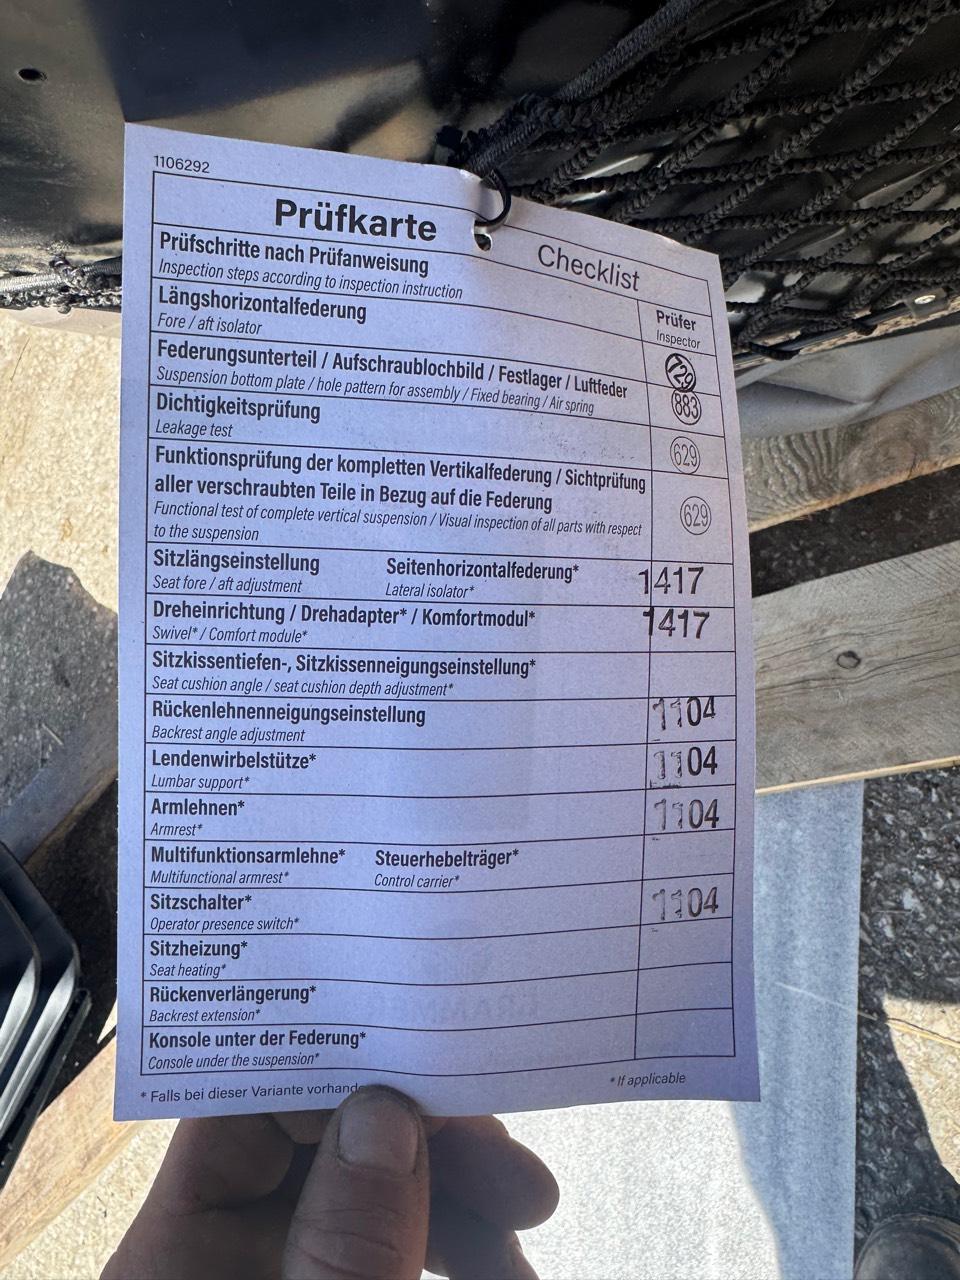 1106292
Prüfkarte
Checklist
Prüfschritte nach Prüfanweisung
Inspection steps according to inspection instruction
Prüfer
Inspector
Längshorizontalfederung
Fore / aft isolator
729
Federungsunterteil / Aufschraublochbild / Festlager / Luftfeder
Suspension bottom plate / hole pattern for assembly / Fixed bearing / Air spring
883
Dichtigkeitsprüfung
Leakage test
629
Funktionsprüfung der kompletten Vertikalfederung / Sichtprüfung
aller verschraubten Teile in Bezug auf die Federung
Functional test of complete vertical suspension / Visual inspection of all parts with respect
to the suspension
629
Sitzlängseinstellung Seitenhorizontalfederung*
Seat fore / aft adjustment Lateral isolator*
1417
Dreheinrichtung / Drehadapter* / Komfortmodul*
Swivel* / Comfort module*
1417
Sitzkissentiefen-, Sitzkissenneigungseinstellung*
Seat cushion angle / seat cushion depth adjustment*
Rückenlehnenneigungseinstellung
Backrest angle adjustment
1104
Lendenwirbelstütze*
Lumbar support*
1104
Armlehnen*
Armrest*
1104
Multifunktionsarmlehne* Steuerhebelträger*
Multifunctional armrest* Control carrier*
Sitzschalter*
Operator presence switch*
1104
Sitzheizung*
Seat heating*
Rückenverlängerung*
Backrest extension*
Konsole unter der Federung*
Console under the suspension*
* Falls bei dieser Variante vorhand
* If applicable